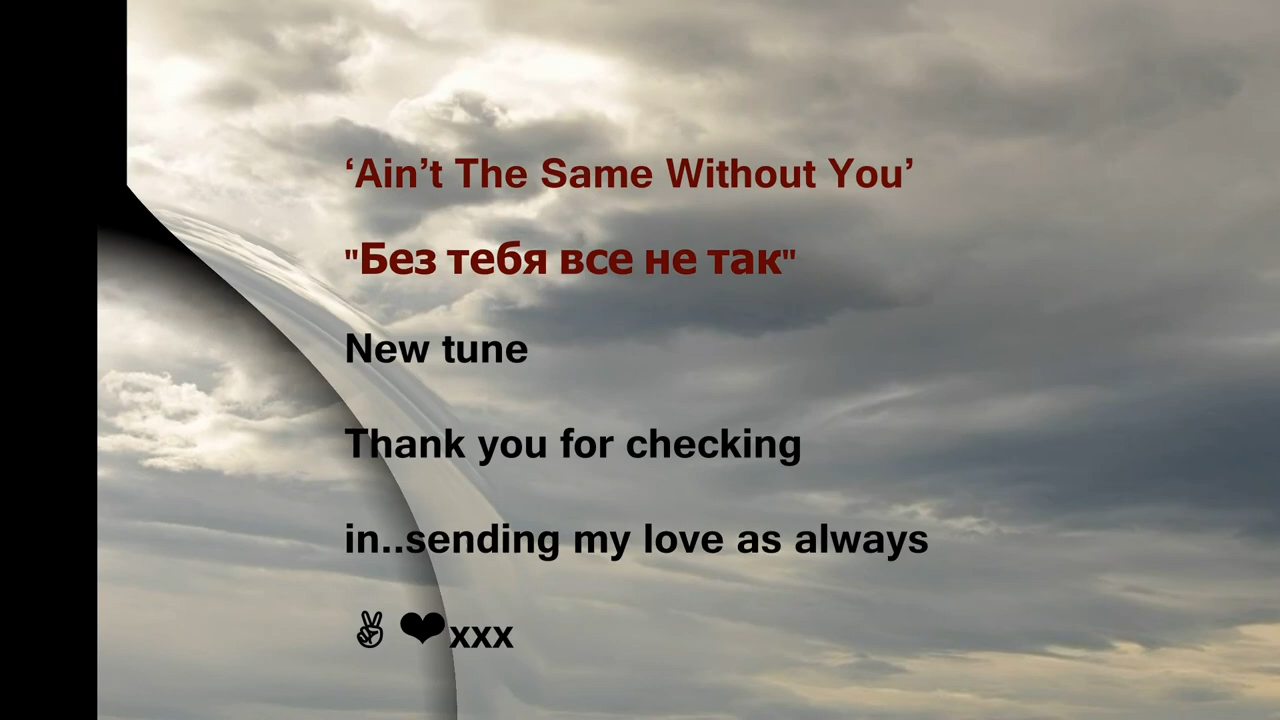 ‘Ain’t The Same Without You’
"Без тебя все не так"
New tune
Thank you for checking
in..sending my love as always
✌ ❤xxx